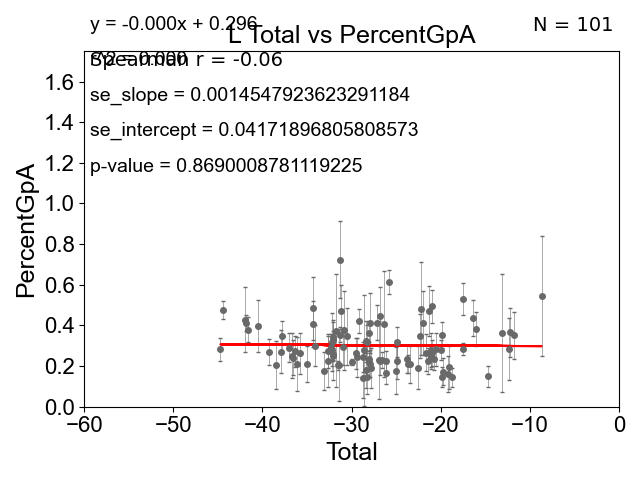 y = -0.000x + 0.296
N = 101
L Total vs PercentGpA
r^2 = 0.000
Spearman r = -0.06
se_slope = 0.0014547923623291184
se_intercept = 0.04171896805808573
p-value = 0.8690008781119225
PercentGpA
1.6
1.4
1.2
1.0
0.8
0.6
0.4
0.2
0.0
−60 −50 −40 −30 −20 −10 0
Total